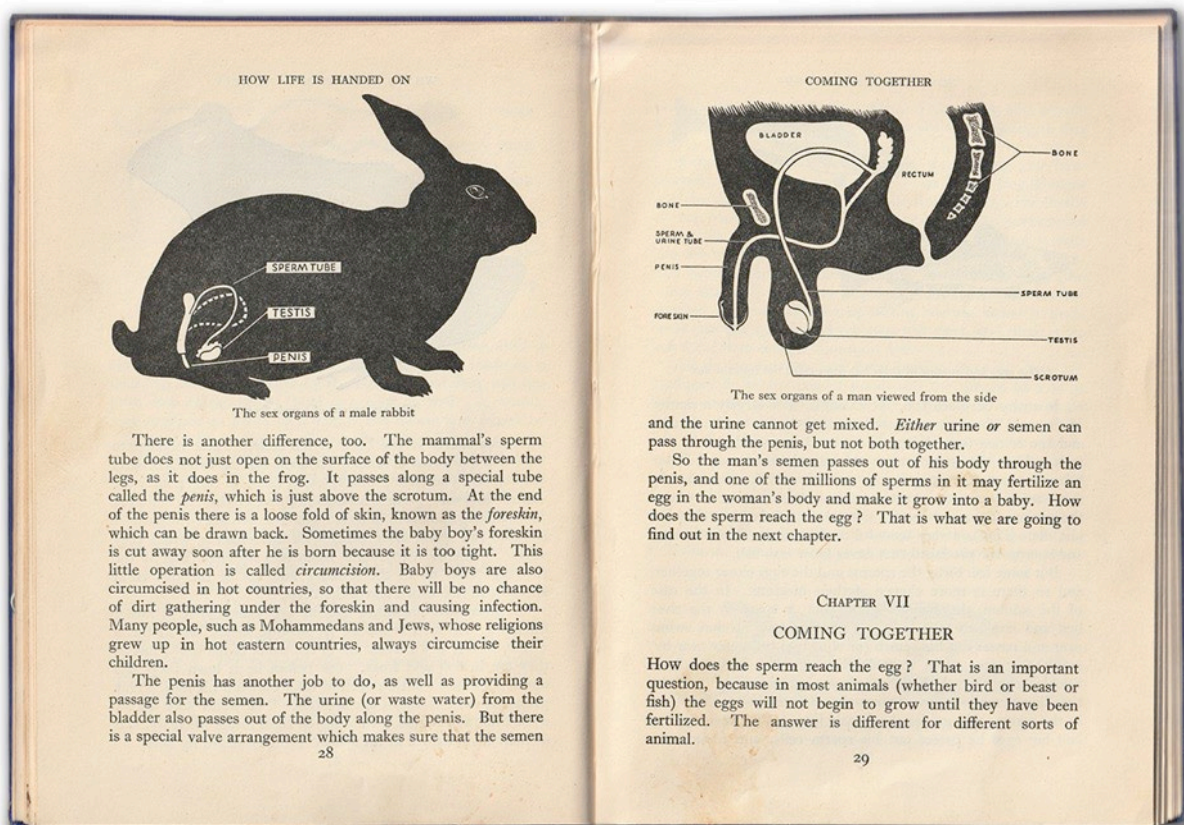 HOW LIFE IS HANDED ON
SPERM TUBE
TESTIS
PENIS
The sex organs of a male rabbit
There is another difference, too. The mammal's sperm
tube does not just open on the surface of the body between the
legs, as it does in the frog. It passes along a special tube
called the penis, which is just above the scrotum. At the end
of the penis there is a loose fold of skin, known as the foreskin,
which can be drawn back. Sometimes the baby boy's foreskin
is cut away soon after he is born because it is too tight. This
little operation is called circumcision. Baby boys are also
circumcised in hot countries, so that there will be no chance
of dirt gathering under the foreskin and causing infection.
Many people, such as Mohammedans and Jews, whose religions
grew up in hot eastern countries, always circumcise their
children.
The penis has another job to do, as well as providing a
passage for the semen. The urine (or waste water) from the
bladder also passes out of the body along the penis. But there
is a special valve arrangement which makes sure that the semen
28
COMING TOGETHER
BLADDER
BONE
RECTUM
BONE
SPERM &
URINE TUBE
PENIS
SPERM TUBE
FORESKIN
TESTIS
SCROTUM
The sex organs of a man viewed from the side
and the urine cannot get mixed. Either urine or semen can
pass through the penis, but not both together.
So the man's semen passes out of his body through the
penis, and one of the millions of sperms in it may fertilize an
egg in the woman's body and make it grow into a baby. How
does the sperm reach the egg? That is what we are going to
find out in the next chapter.
CHAPTER VII
COMING TOGETHER
How does the sperm reach the egg? That is an important
question, because in most animals (whether bird or beast or
fish) the eggs will not begin to grow until they have been
fertilized. The answer is different for different sorts of
animal.
29